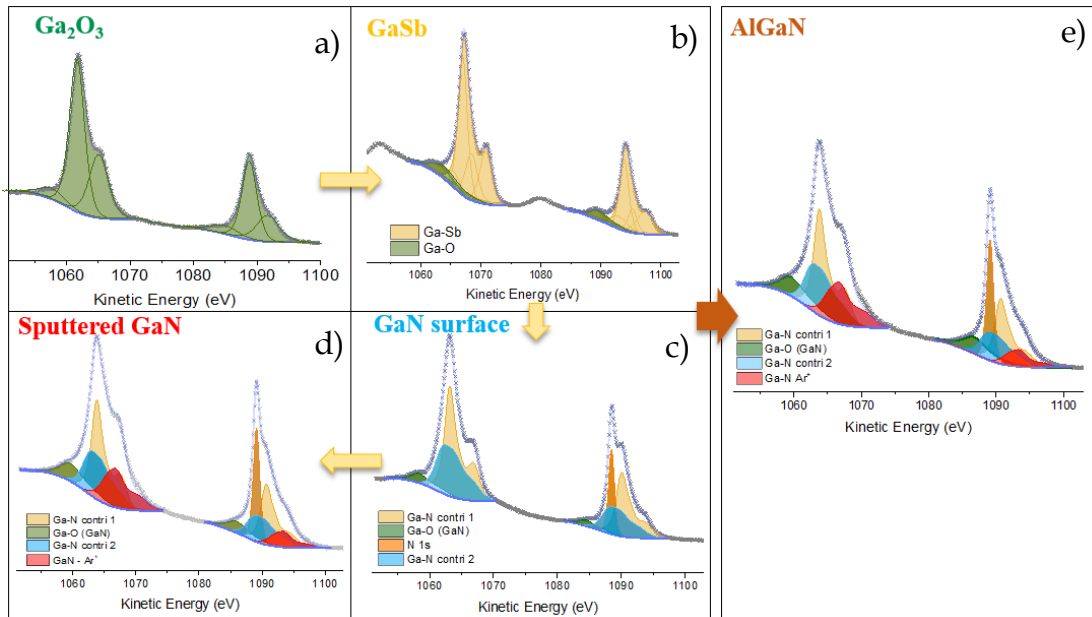 Ga₂O₃
a)
1060 1070 1080 1090 1100
Kinetic Energy (eV)
GaSb
b)
Ga-Sb
Ga-O
1060 1070 1080 1090 1100
Kinetic Energy (eV)
AlGaN
e)
Ga-N contri 1
Ga-O (GaN)
Ga-N contri 2
Ga-N Ar⁺
1060 1070 1080 1090 1100
Kinetic Energy (eV)
Sputtered GaN
d)
Ga-N contri 1
Ga-O (GaN)
Ga-N contri 2
GaN - Ar⁺
1060 1070 1080 1090 1100
Kinetic Energy (eV)
GaN surface
c)
Ga-N contri 1
Ga-O (GaN)
N 1s
Ga-N contri 2
1060 1070 1080 1090 1100
Kinetic Energy (eV)